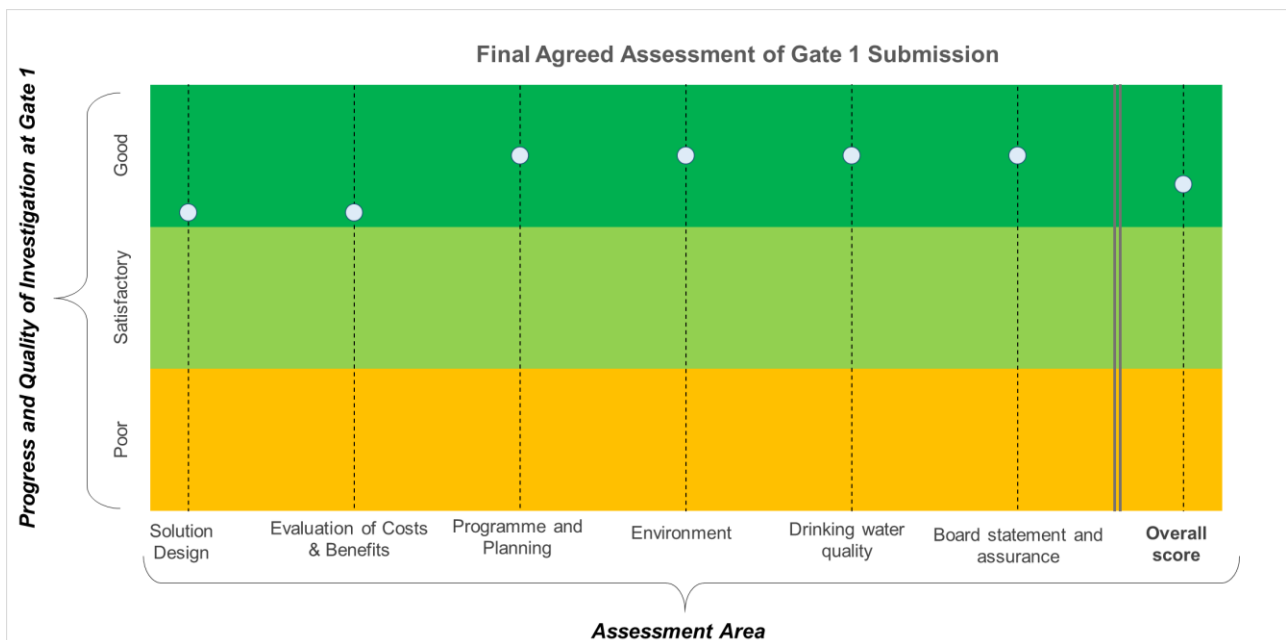 Final Agreed Assessment of Gate 1 Submission
Progress and Quality of Investigation at Gate 1
Good
Satisfactory
Poor
Solution
Design
Evaluation of Costs
& Benefits
Programme and
Planning
Environment
Drinking water
quality
Board statement and
assurance
Overall
score
Assessment Area